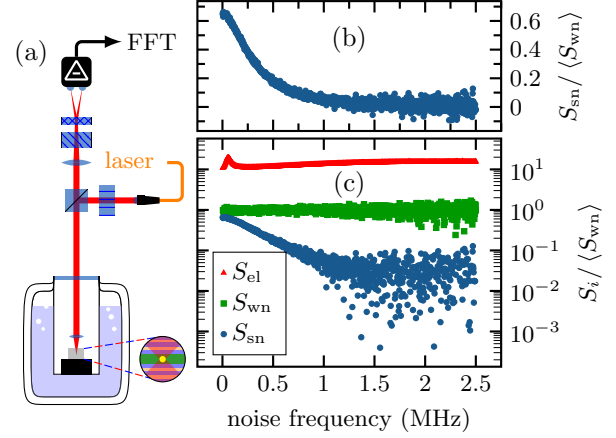 (a)
FFT
laser
(b)
0.6
0.4
0.2
0
S_sn / ⟨S_wn⟩
(c)
10^1
10^0
10^-1
10^-2
10^-3
S_i / ⟨S_wn⟩
S_el
S_wn
S_sn
0 0.5 1 1.5 2 2.5
noise frequency (MHz)